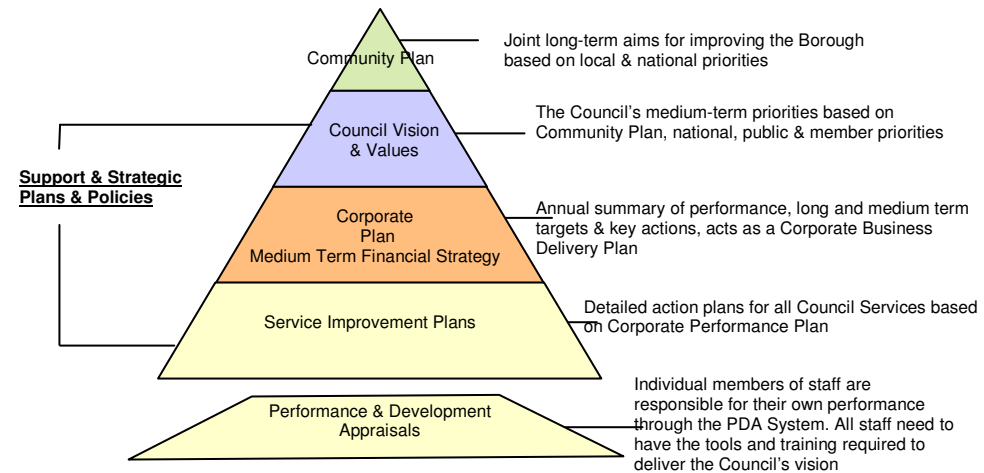 Community Plan
Joint long-term aims for improving the Borough
based on local & national priorities
Council Vision
& Values
The Council's medium-term priorities based on
Community Plan, national, public & member priorities
Support & Strategic
Plans & Policies
Corporate
Plan
Medium Term Financial Strategy
Annual summary of performance, long and medium term
targets & key actions, acts as a Corporate Business
Delivery Plan
Service Improvement Plans
Detailed action plans for all Council Services based
on Corporate Performance Plan
Performance & Development
Appraisals
Individual members of staff are
responsible for their own performance
through the PDA System. All staff need to
have the tools and training required to
deliver the Council's vision